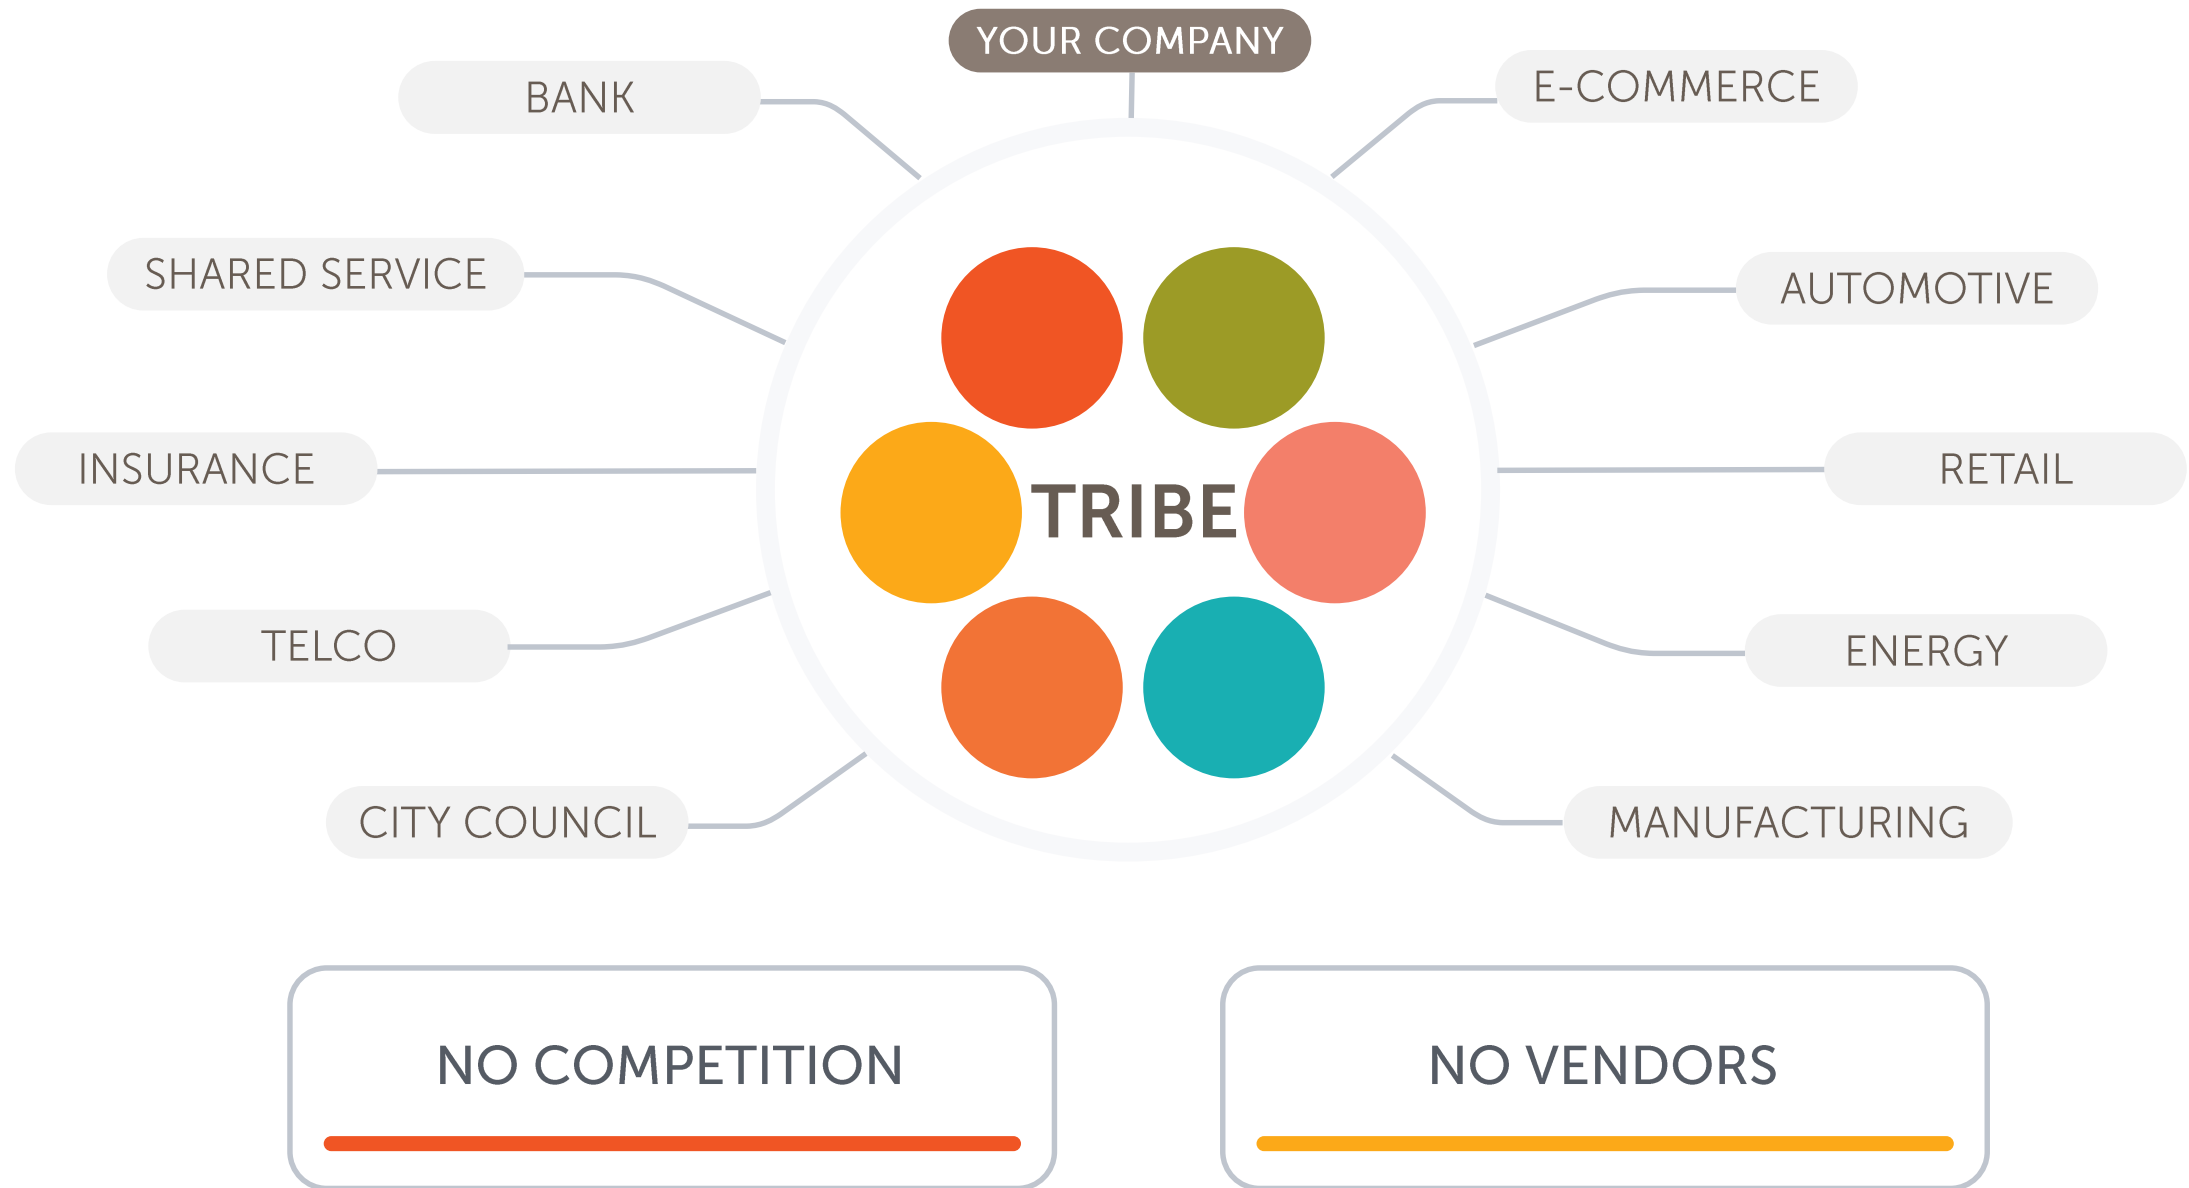 YOUR COMPANY
BANK
E-COMMERCE
SHARED SERVICE
AUTOMOTIVE
INSURANCE
TRIBE
RETAIL
TELCO
ENERGY
CITY COUNCIL
MANUFACTURING
NO COMPETITION
NO VENDORS